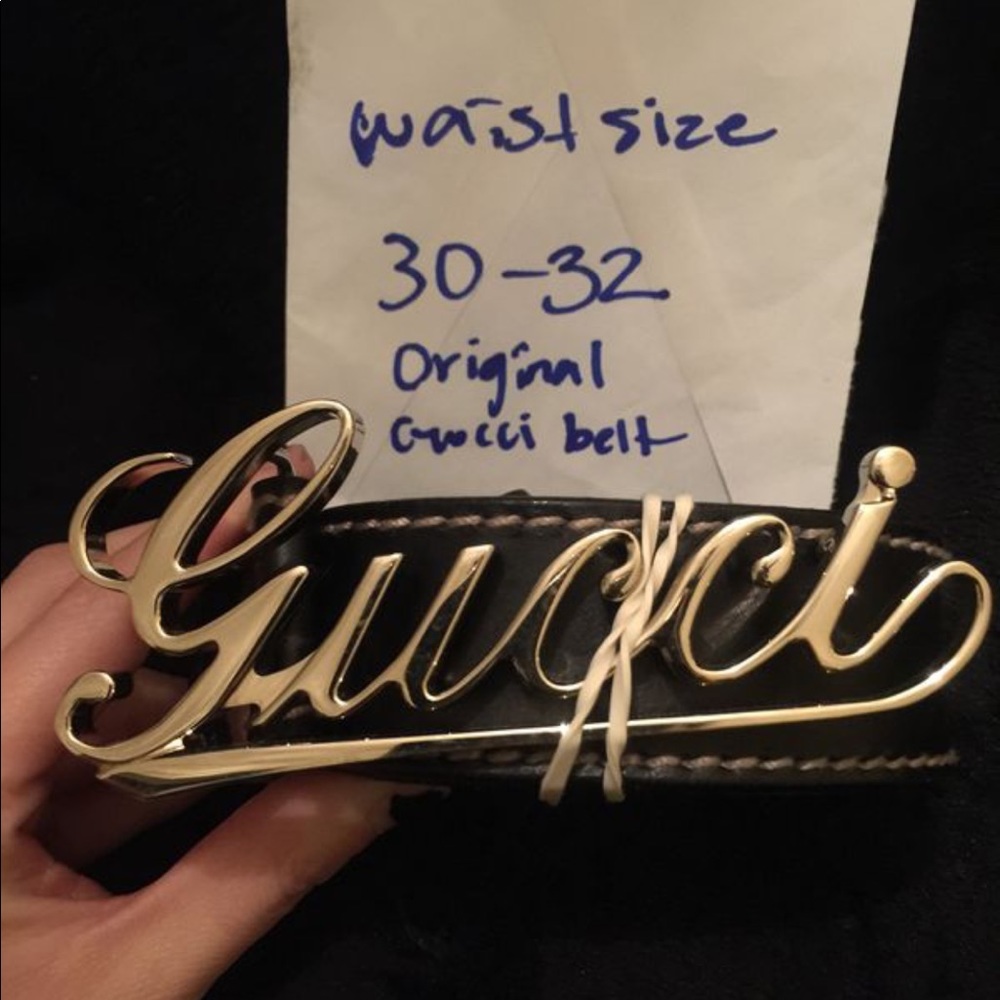 waist size
30-32
Original
Gucci belt
Gucci